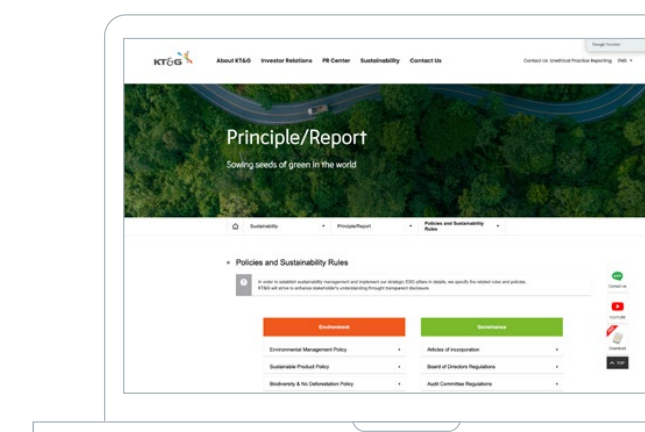 Google Translate
KT&G
About KT&G Investor Relations PR Center Sustainability Contact Us
Contact Us Unethical Practice Reporting ENG
Principle/Report
Sowing seeds of green in the world
Sustainability
Principle/Report
Policies and Sustainability
Rules
Policies and Sustainability Rules
In order to establish sustainability management and implement our strategic ESG pillars in details, we specify the related rules and policies.
KT&G will strive to enhance stakeholder's understanding through transparent disclosure.
Environment
Governance
Environmental Management Policy
Articles of Incorporation
Sustainable Product Policy
Board of Directors Regulations
Biodiversity & No Deforestation Policy
Audit Committee Regulations
Contact us
Download
TOP